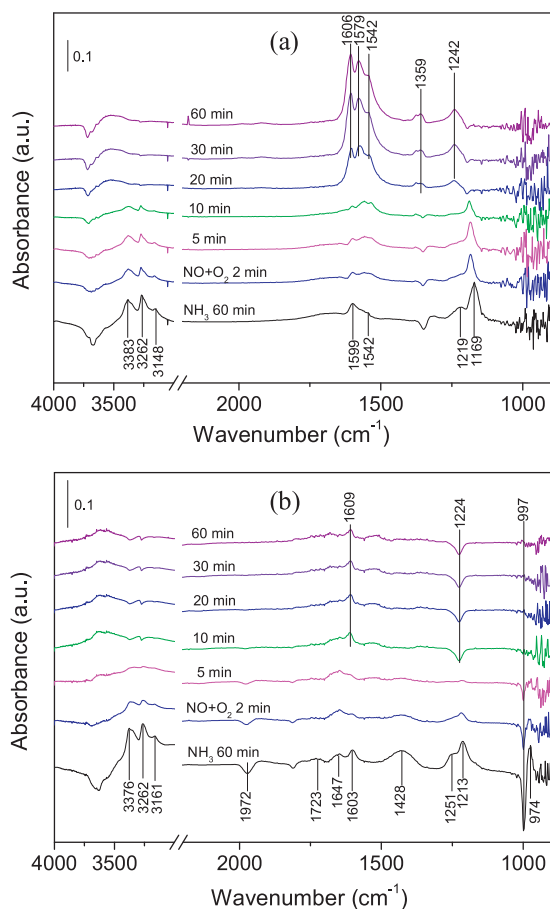 (a)
0.1
1606
1579
1542
1359
1242
60 min
30 min
20 min
10 min
5 min
NO+O₂ 2 min
NH₃ 60 min
3383
3262
3148
1599
1542
1219
1169
Absorbance (a.u.)
4000
3500
2000
1500
1000
Wavenumber (cm⁻¹)
(b)
0.1
1609
1224
997
60 min
30 min
20 min
10 min
5 min
NO+O₂ 2 min
NH₃ 60 min
3376
3262
3161
1972
1723
1647
1603
1428
1251
1213
974
Absorbance (a.u.)
4000
3500
2000
1500
1000
Wavenumber (cm⁻¹)